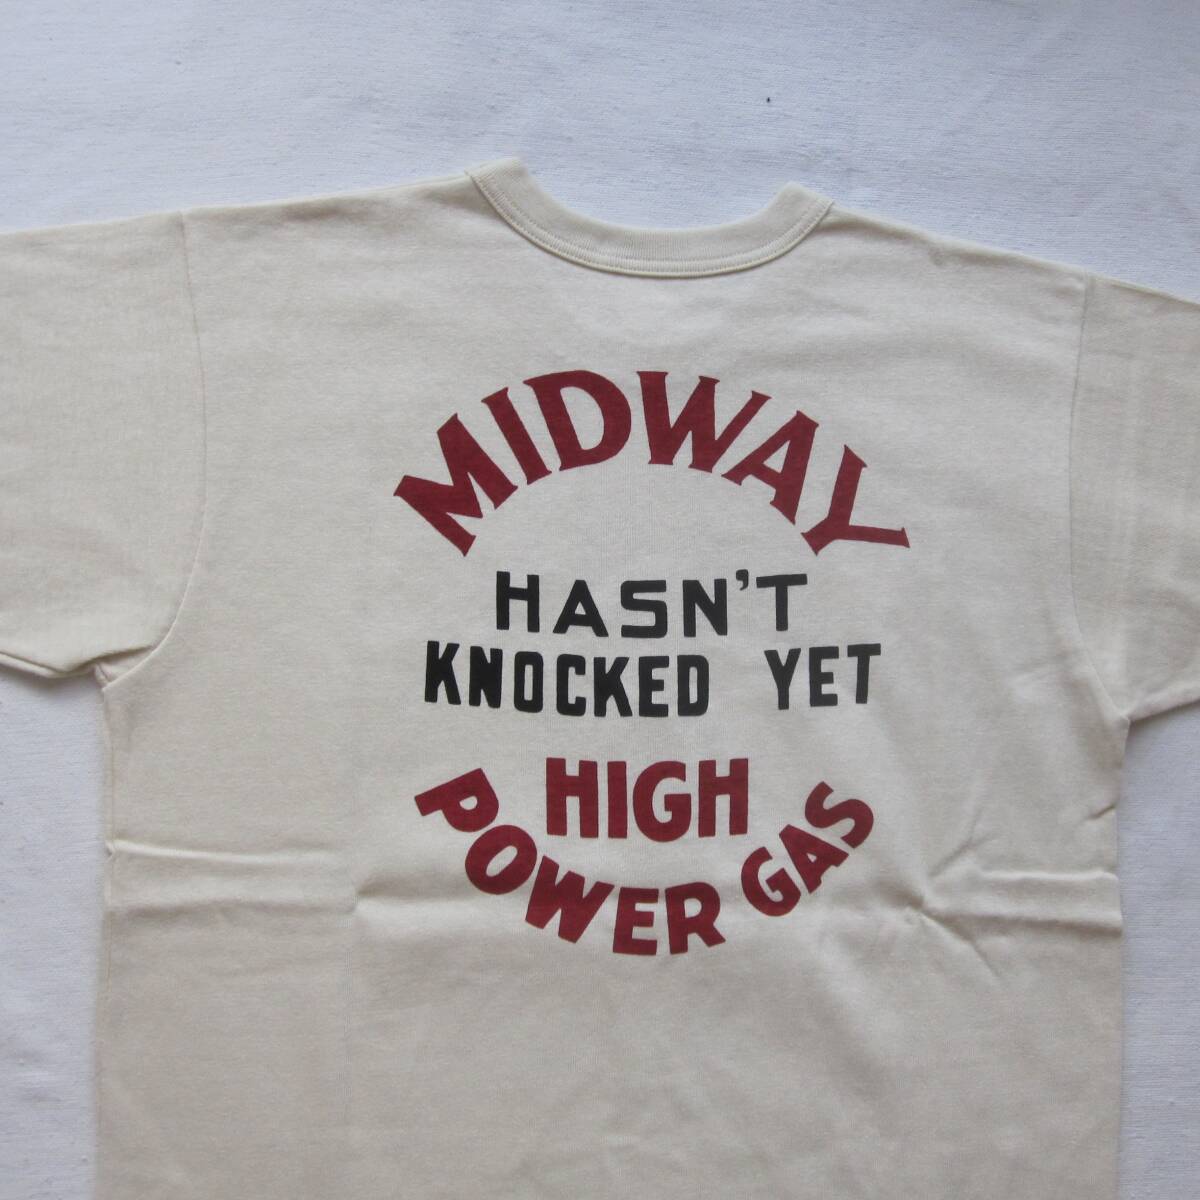 MIDWAY
HASN'T
KNOCKED YET
HIGH
POWER GAS